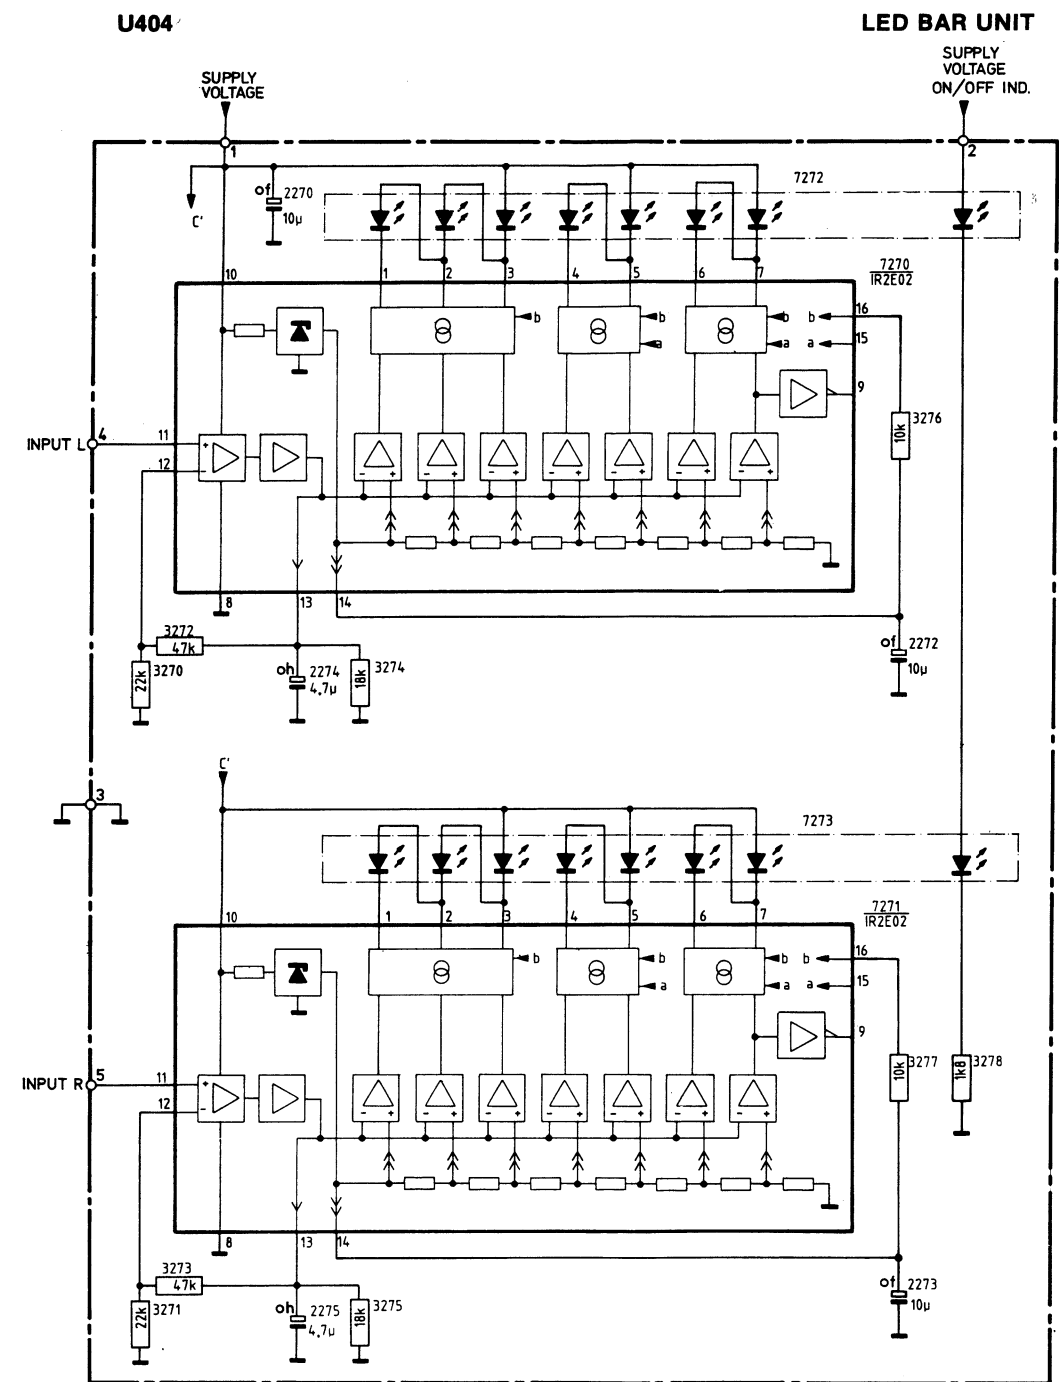 U404
LED BAR UNIT
SUPPLY
VOLTAGE
SUPPLY
VOLTAGE
ON/OFF IND.
1
2
7272
of
2270
10µ
C'
10
1
2
3
4
5
6
7
7270
IR2E02
b
b
a
b
a
b
a
16
15
9
3276
10k
INPUT L
4
11
12
+
-
- +
- +
- +
- +
- +
- +
- +
8
13
14
3272
47k
22k
3270
oh
2274
4.7µ
18k
3274
of
2272
10µ
C'
3
7273
10
1
2
3
4
5
6
7
7271
IR2E02
b
b
a
b
a
b
a
16
15
9
10k
3277
1k8
3278
INPUT R
5
11
12
+
-
- +
- +
- +
- +
- +
- +
- +
8
13
14
3273
47k
22k
3271
oh
2275
4.7µ
18k
3275
of
2273
10µ